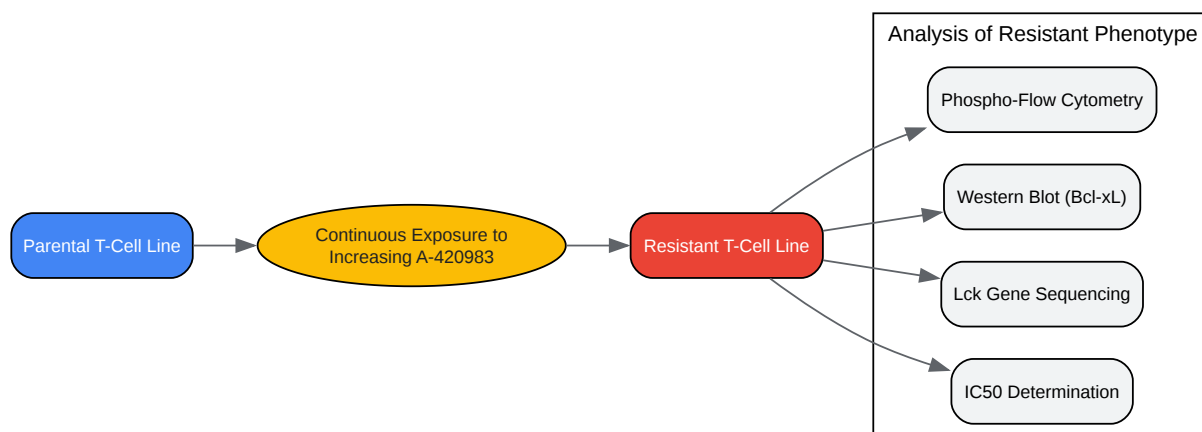 Analysis of Resistant Phenotype
Phospho-Flow Cytometry
Western Blot (Bcl-xL)
Parental T-Cell Line
Continuous Exposure to
Increasing A-420983
Resistant T-Cell Line
Lck Gene Sequencing
IC50 Determination